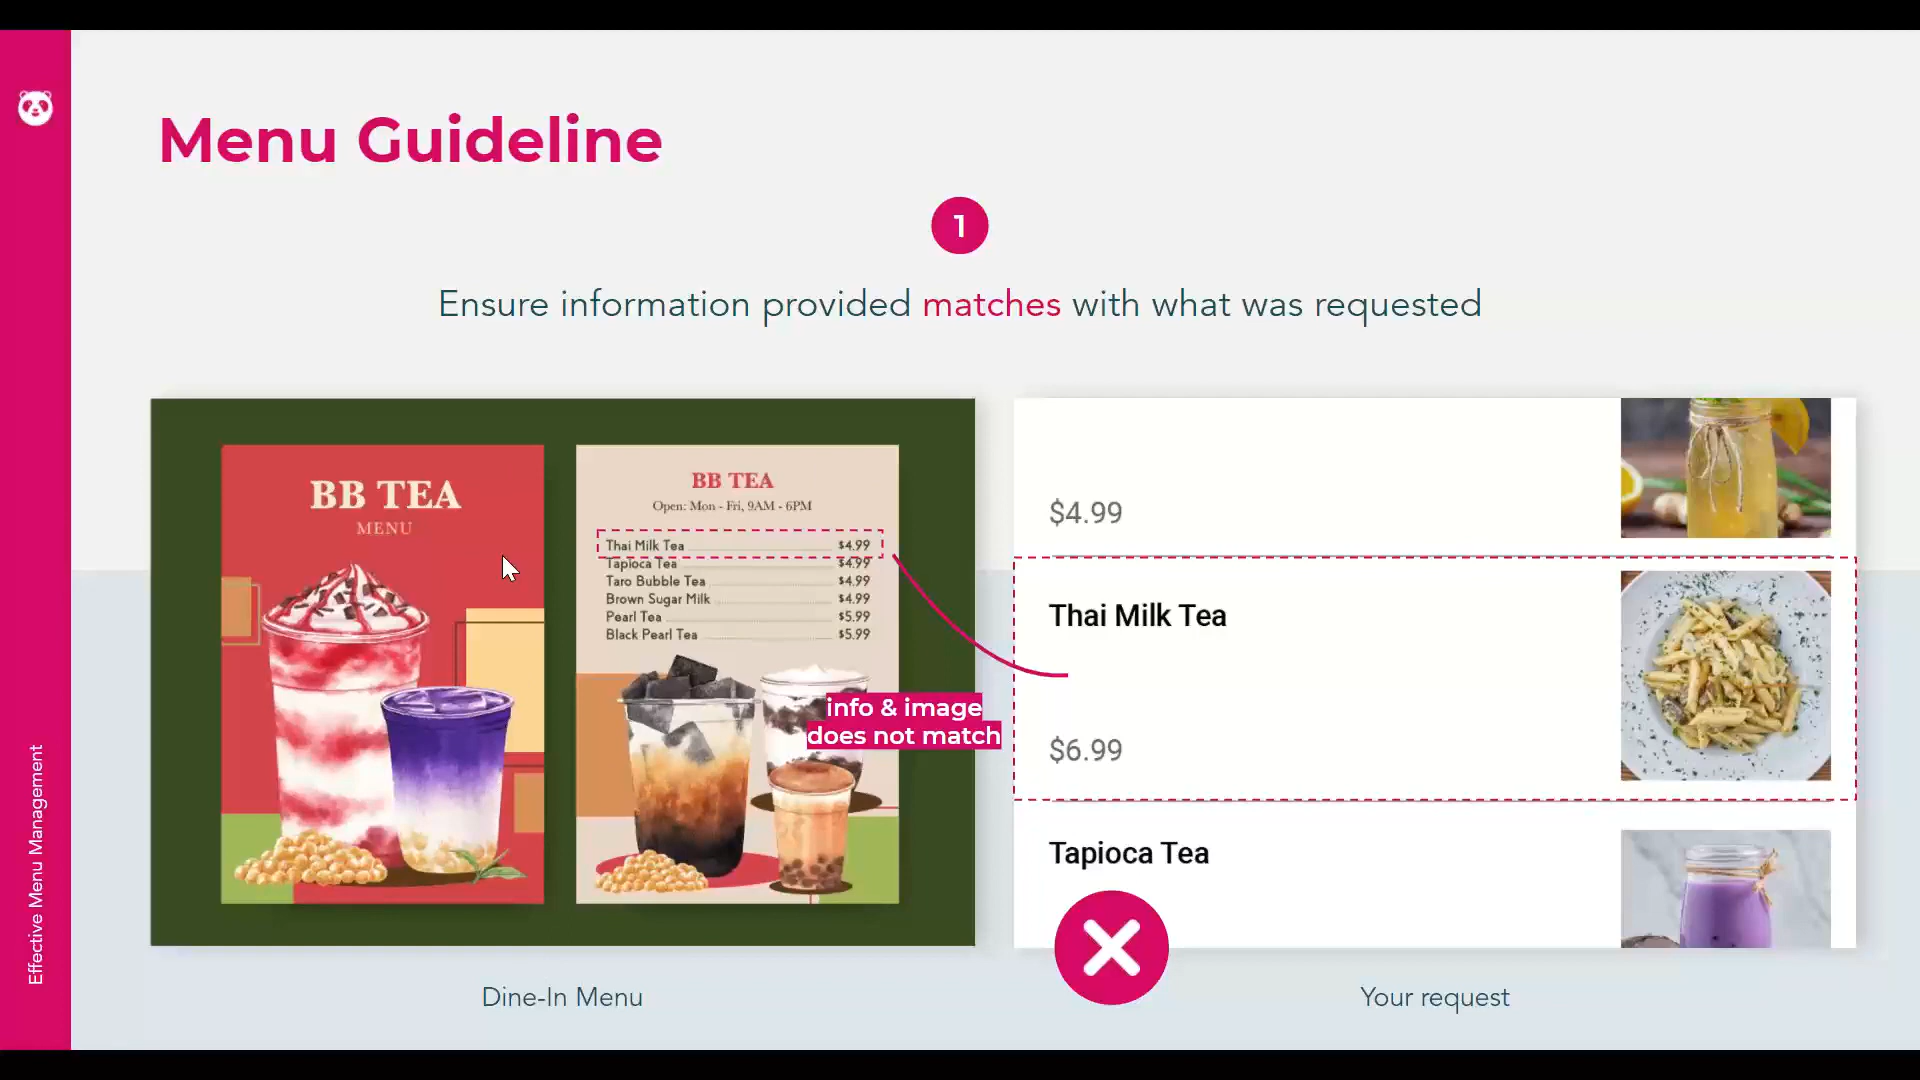 Menu Guideline
1
Ensure information provided matches with what was requested
BB TEA
MENU
BB TEA
Open: Mon - Fri, 9AM - 6PM
Thai Milk Tea $4.99
Tapioca Tea $4.99
Taro Bubble Tea $4.99
Brown Sugar Milk $4.99
Pearl Tea $5.99
Black Pearl Tea $5.99
info & image
does not match
$4.99
Thai Milk Tea
$6.99
Tapioca Tea
Dine-In Menu
Your request
Effective Menu Management